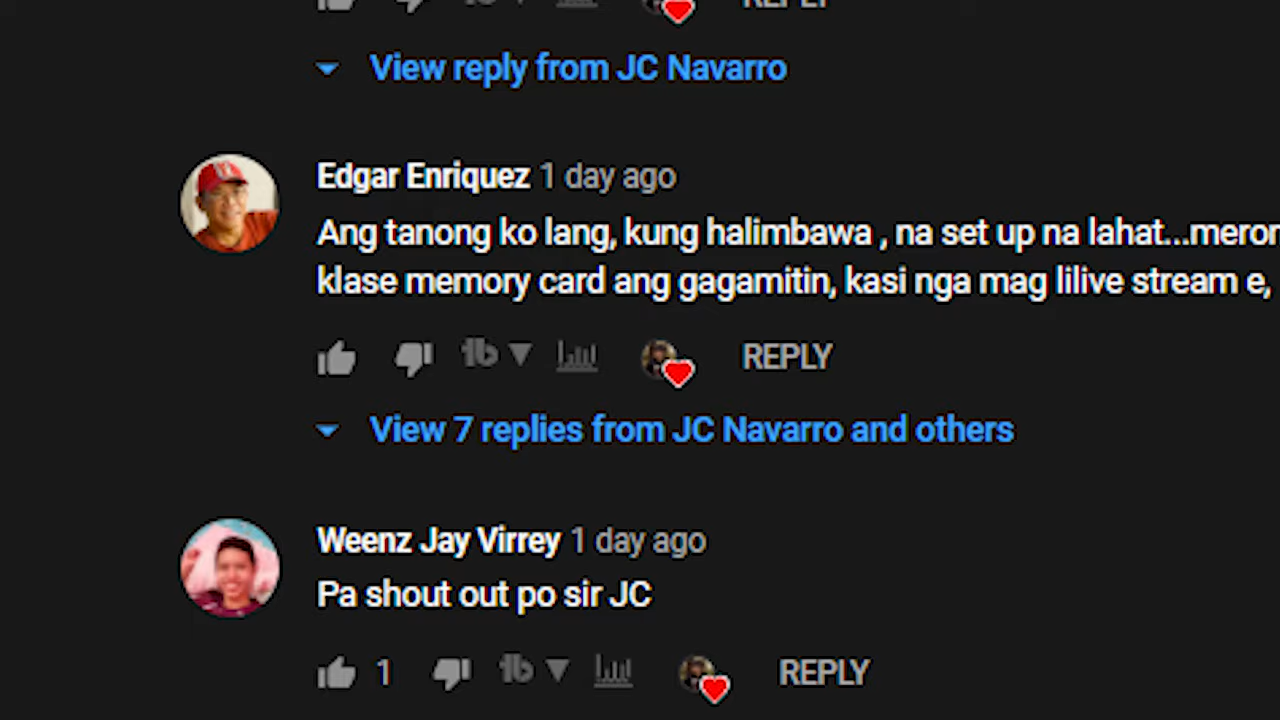 REPLY
View reply from JC Navarro
Edgar Enriquez 1 day ago
Ang tanong ko lang, kung halimbawa , na set up na lahat...
klase memory card ang gagamitin, kasi nga mag lilive stream e,
REPLY
View 7 replies from JC Navarro and others
Weenz Jay Virrey 1 day ago
Pa shout out po sir JC
1
REPLY